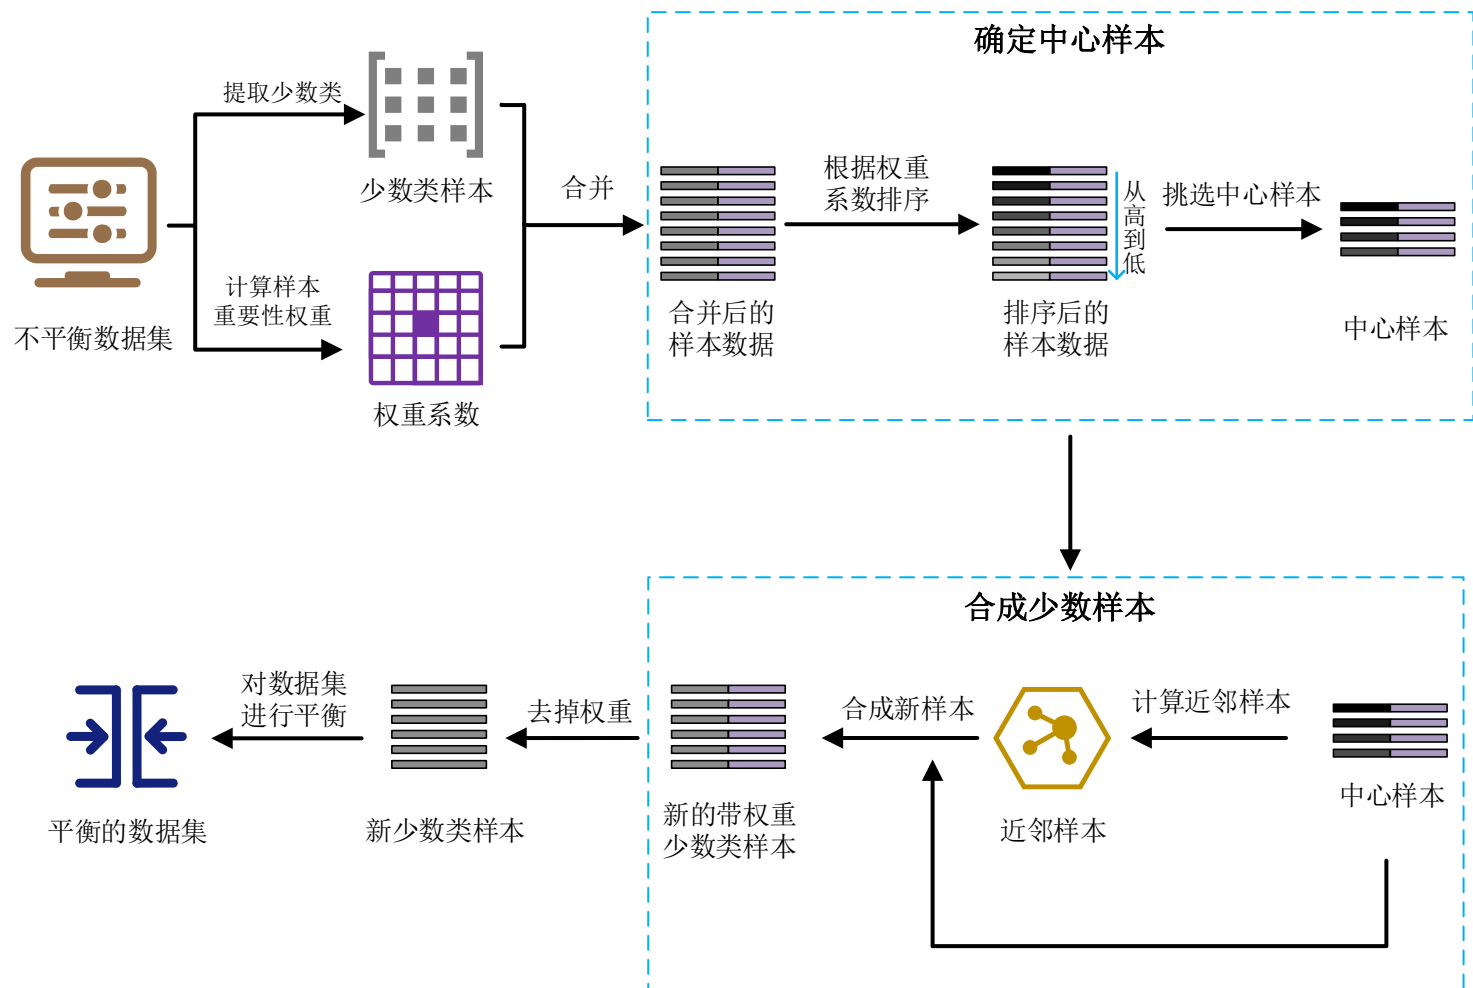 确定中心样本
提取少数类
少数类样本
不平衡数据集
计算样本
重要性权重
权重系数
合并
合并后的
样本数据
根据权重
系数排序
从高到低
排序后的
样本数据
挑选中心样本
中心样本
合成少数样本
中心样本
计算近邻样本
近邻样本
合成新样本
新的带权重
少数类样本
去掉权重
新少数类样本
对数据集
进行平衡
平衡的数据集